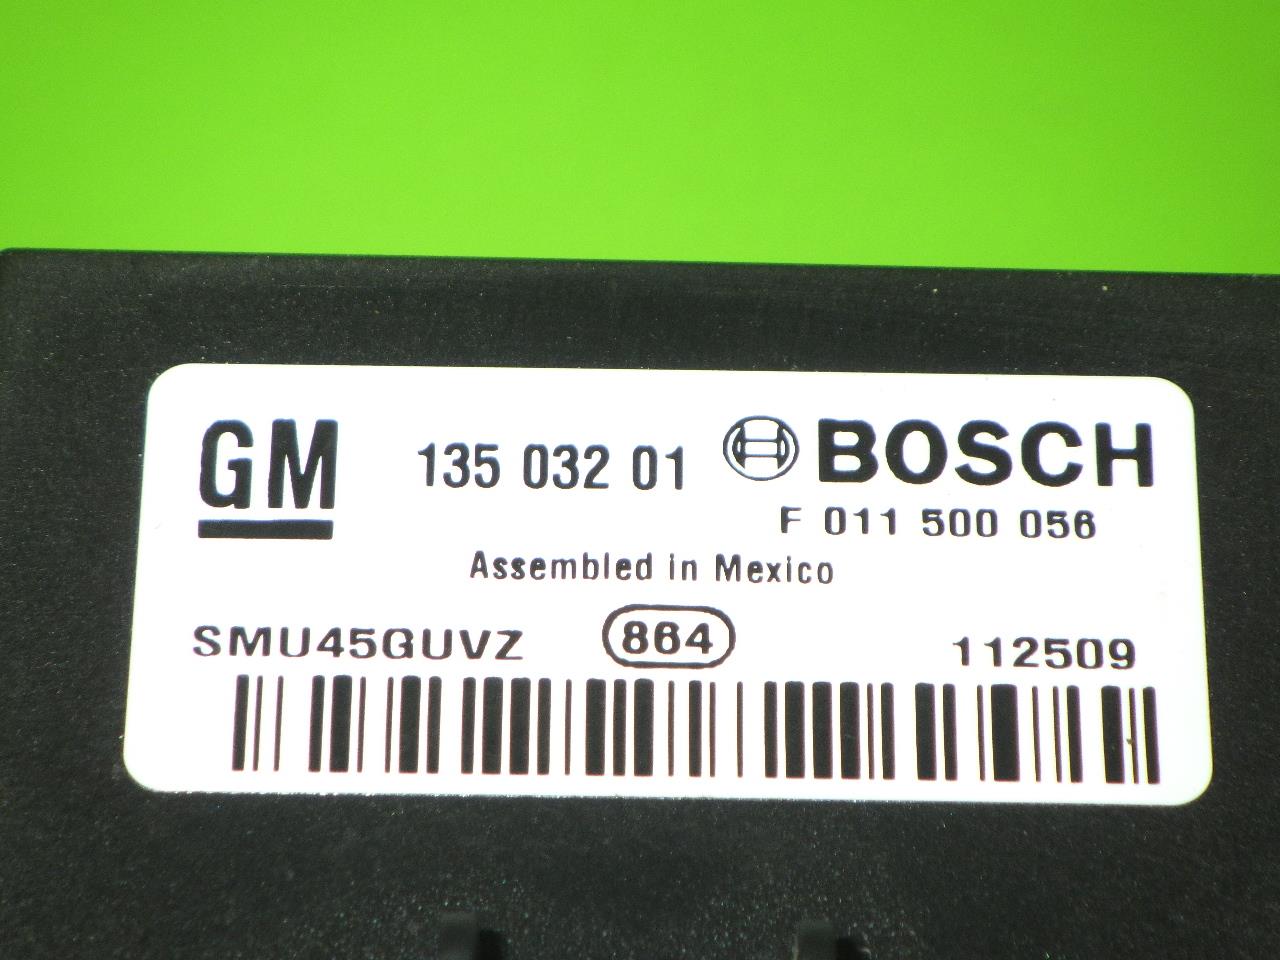 GM 135 032 01 BOSCH
F 011 500 056
Assembled in Mexico
SMU45GUVZ 864 112509